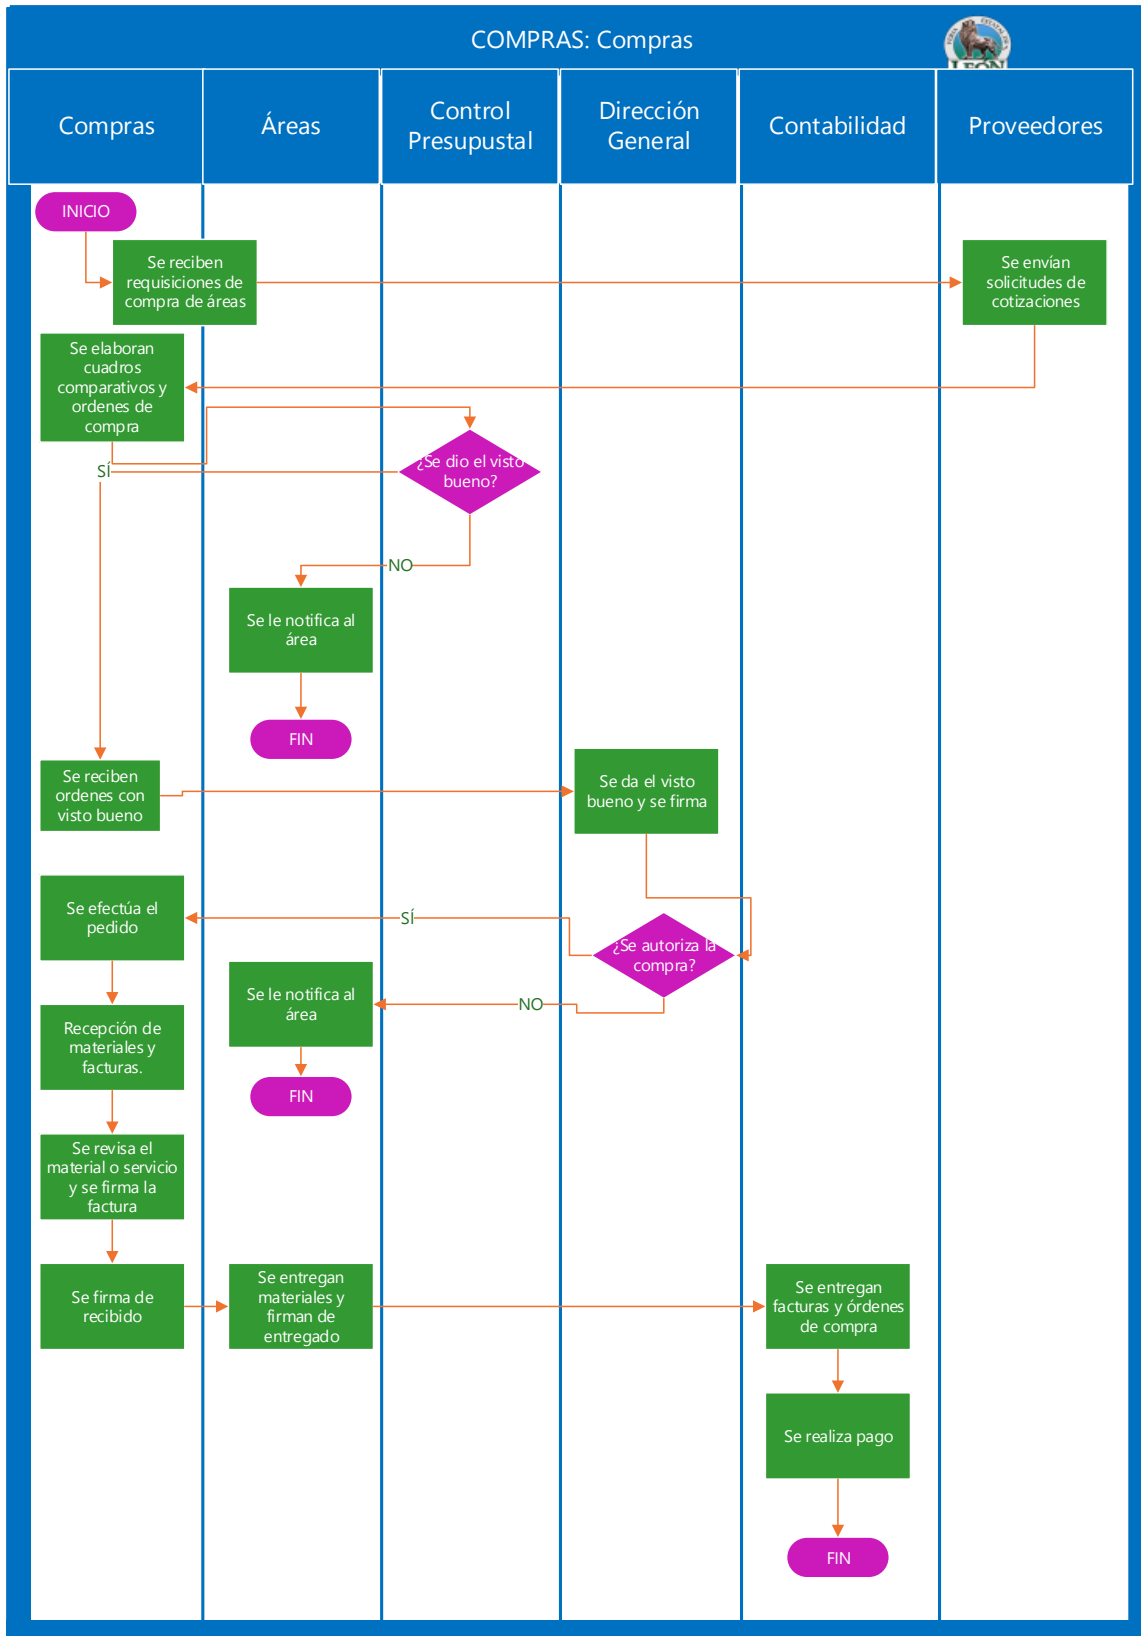 COMPRAS: Compras
LEON
Compras
Áreas
Control
Presupustal
Dirección
General
Contabilidad
Proveedores
INICIO
Se reciben
requisiciones de
compra de áreas
Se envían
solicitudes de
cotizaciones
Se elaboran
cuadros
comparativos y
ordenes de
compra
¿Se dio el visto
bueno?
SÍ
NO
Se le notifica al
área
FIN
Se reciben
ordenes con
visto bueno
Se da el visto
bueno y se firma
Se efectúa el
pedido
SÍ
¿Se autoriza la
compra?
Se le notifica al
área
NO
Recepción de
materiales y
facturas.
FIN
Se revisa el
material o servicio
y se firma la
factura
Se firma de
recibido
Se entregan
materiales y
firman de
entregado
Se entregan
facturas y órdenes
de compra
Se realiza pago
FIN